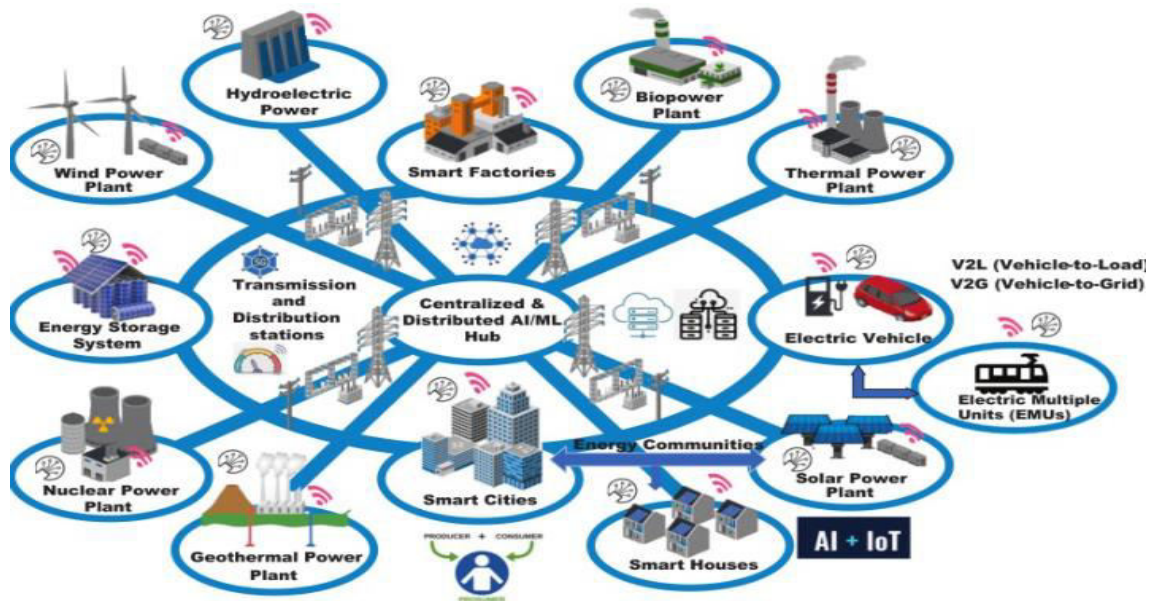 Hydroelectric
Power
Biopower
Plant
Wind Power
Plant
Smart Factories
Thermal Power
Plant
5G
Transmission
and
Distribution
stations
Centralized &
Distributed AI/ML
Hub
Energy Storage
System
V2L (Vehicle-to-Load)
V2G (Vehicle-to-Grid)
Electric Vehicle
Electric Multiple
Units (EMUs)
Nuclear Power
Plant
Geothermal Power
Plant
Smart Cities
Energy Communities
Solar Power
Plant
Smart Houses
AI + IoT
PRODUCER + CONSUMER
PROSUMER